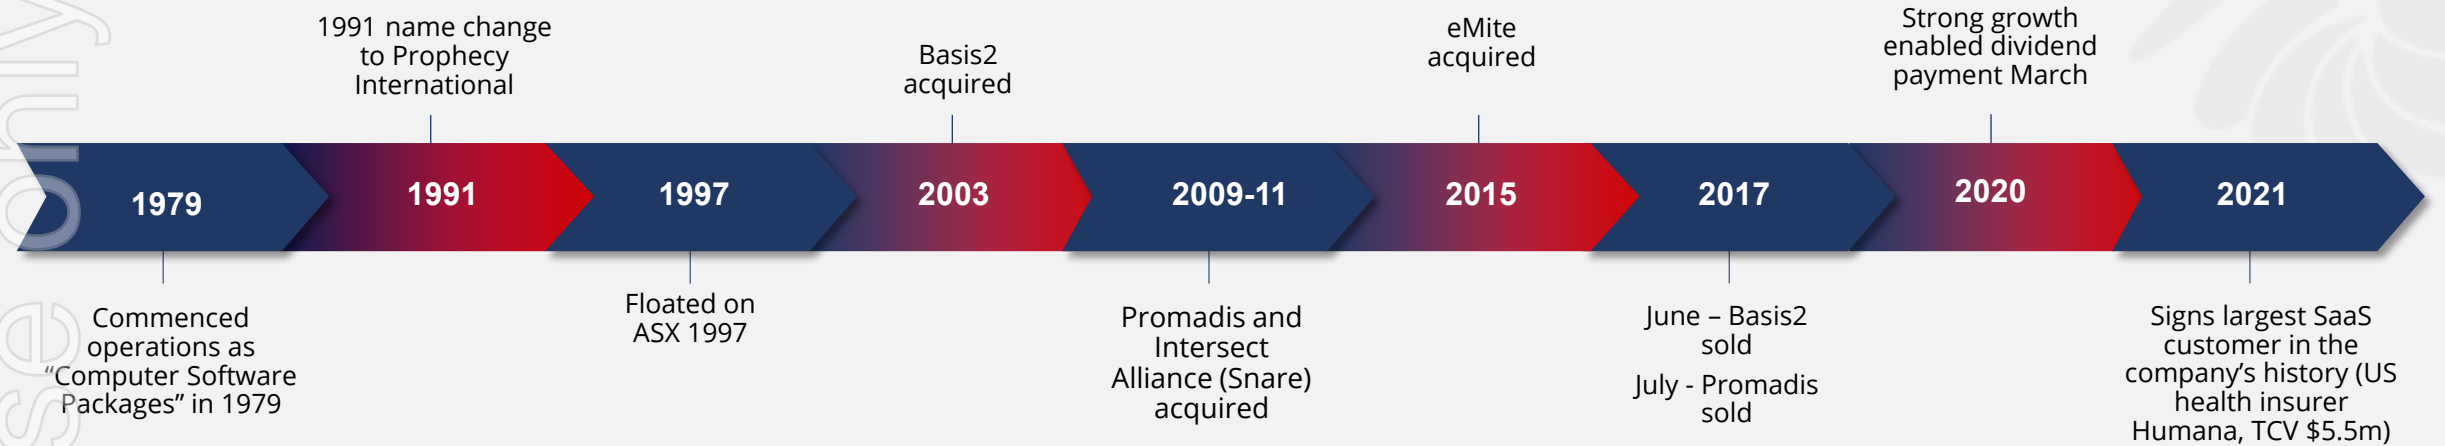 1991 name change
to Prophecy
International
Basis2
acquired
eMite
acquired
Strong growth
enabled dividend
payment March
1979
1991
1997
2003
2009-11
2015
2017
2020
2021
Commenced
operations as
“Computer Software
Packages” in 1979
Floated on
ASX 1997
Promadis and
Intersect
Alliance (Snare)
acquired
June – Basis2
sold
July - Promadis
sold
Signs largest SaaS
customer in the
company’s history (US
health insurer
Humana, TCV $5.5m)
se only